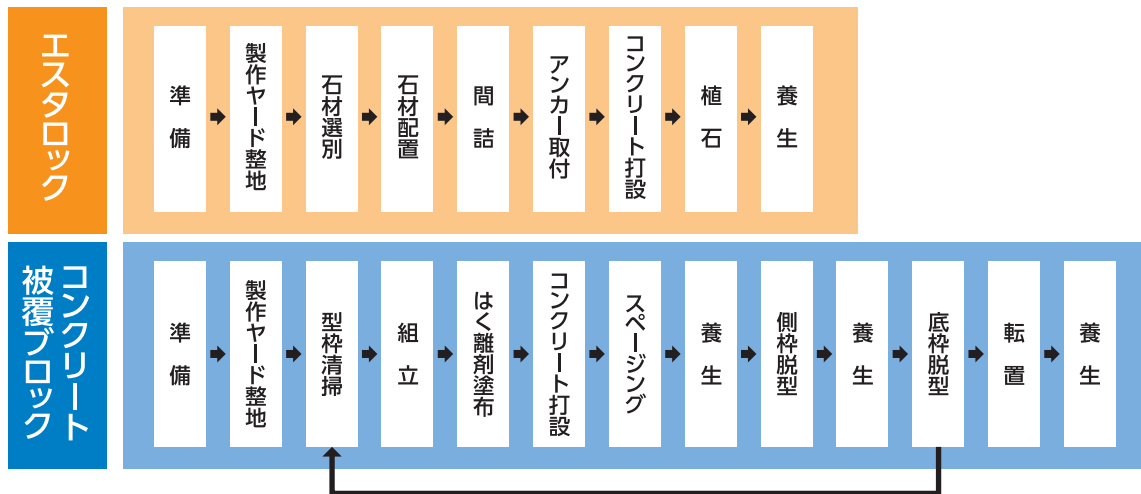 エスタロック
準備
製作ヤード整地
石材選別
石材配置
間詰
アンカー取付
コンクリート打設
植石
養生
コンクリート
被覆ブロック
準備
製作ヤード整地
型枠清掃
組立
はく離剤塗布
コンクリート打設
スページング
養生
側枠脱型
養生
底枠脱型
転置
養生